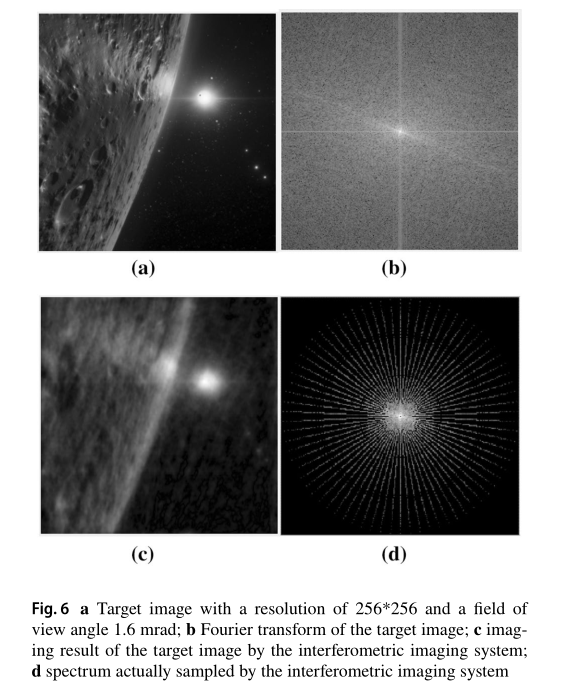 (a)
(b)
(c)
(d)
Fig. 6 a Target image with a resolution of 256*256 and a field of
view angle 1.6 mrad; b Fourier transform of the target image; c imag-
ing result of the target image by the interferometric imaging system;
d spectrum actually sampled by the interferometric imaging system